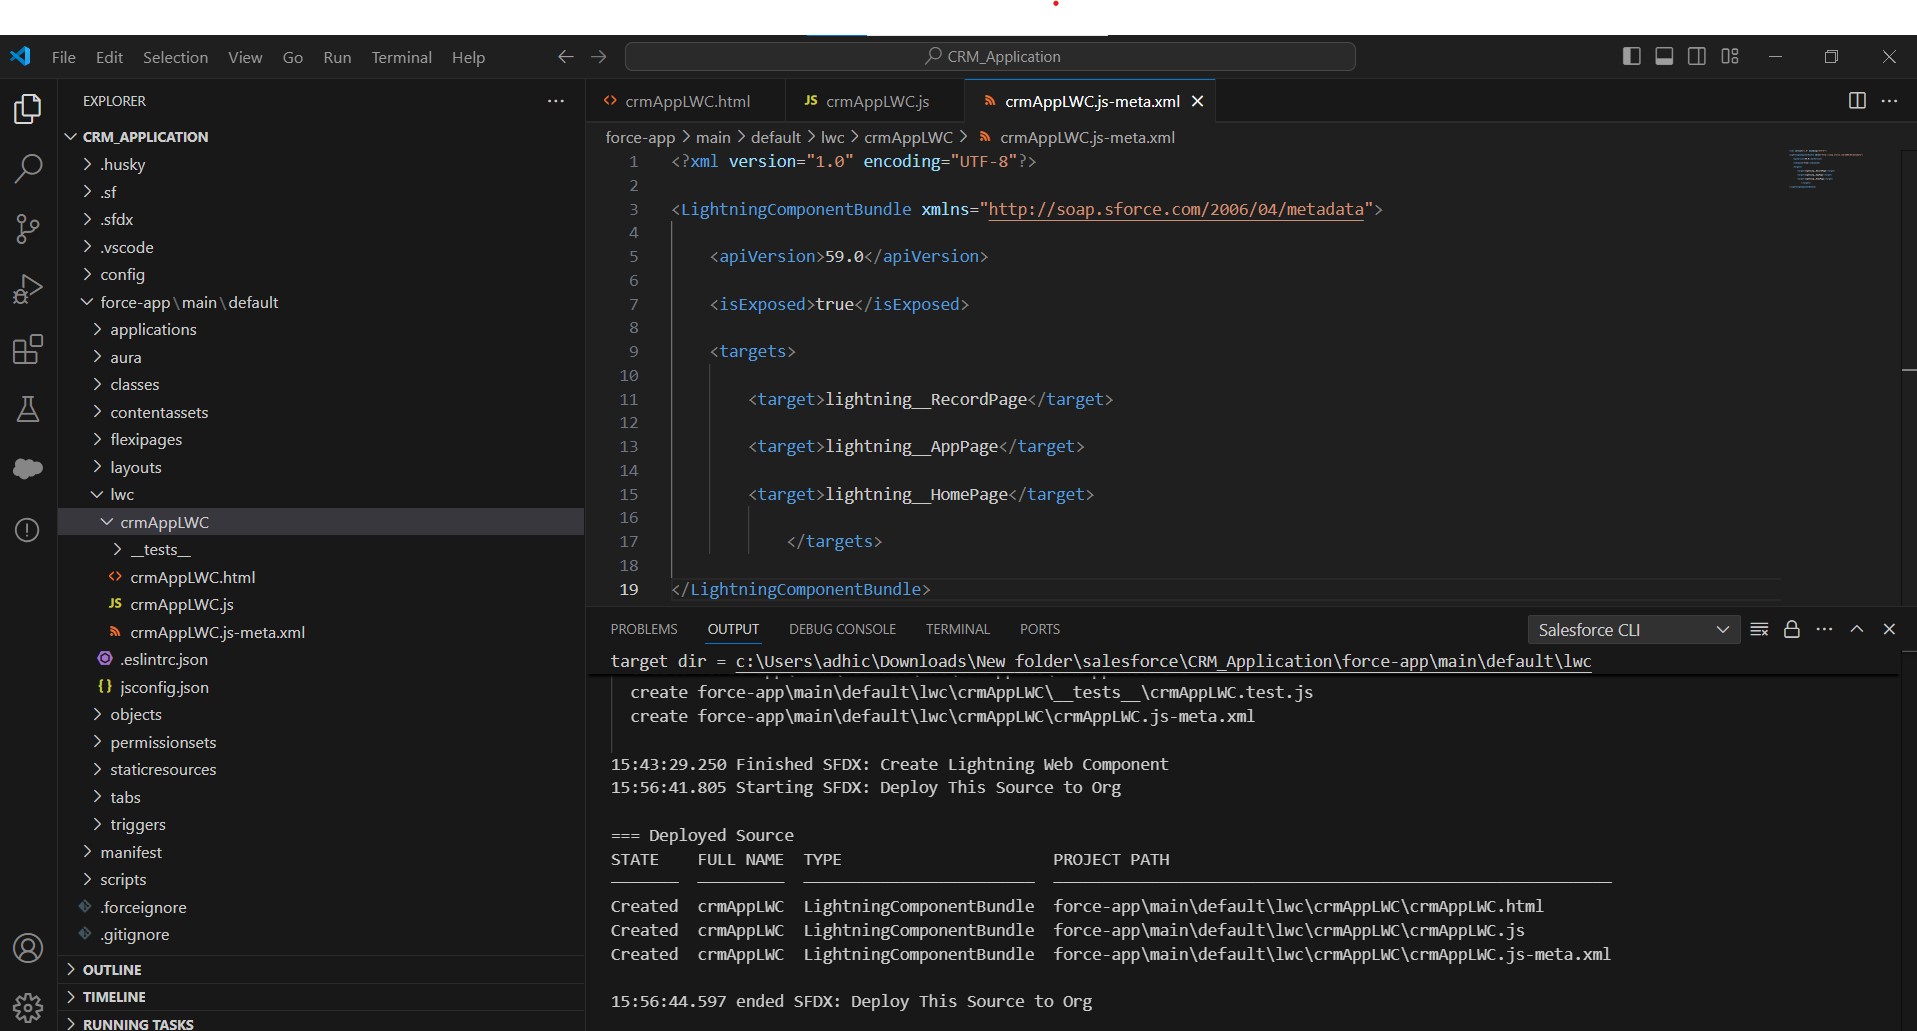 File Edit Selection View Go Run Terminal Help
CRM_Application
EXPLORER
CRM_APPLICATION
.husky
.sf
.sfdx
.vscode
config
force-app\main\default
applications
aura
classes
contentassets
flexipages
layouts
lwc
crmAppLWC
__tests__
crmAppLWC.html
JS crmAppLWC.js
crmAppLWC.js-meta.xml
.eslintrc.json
{} jsconfig.json
objects
permissionsets
staticresources
tabs
triggers
manifest
scripts
.forceignore
.gitignore
OUTLINE
TIMELINE
RUNNING TASKS
crmAppLWC.html
JS crmAppLWC.js
crmAppLWC.js-meta.xml
force-app > main > default > lwc > crmAppLWC > crmAppLWC.js-meta.xml
1 <?xml version="1.0" encoding="UTF-8"?>
2
3 <LightningComponentBundle xmlns="http://soap.sforce.com/2006/04/metadata">
4
5 <apiVersion>59.0</apiVersion>
6
7 <isExposed>true</isExposed>
8
9 <targets>
10
11 <target>lightning__RecordPage</target>
12
13 <target>lightning__AppPage</target>
14
15 <target>lightning__HomePage</target>
16
17 </targets>
18
19 </LightningComponentBundle>
PROBLEMS OUTPUT DEBUG CONSOLE TERMINAL PORTS
Salesforce CLI
target dir = c:\Users\adhic\Downloads\New folder\salesforce\CRM_Application\force-app\main\default\lwc
create force-app\main\default\lwc\crmAppLWC\__tests__\crmAppLWC.test.js
create force-app\main\default\lwc\crmAppLWC\crmAppLWC.js-meta.xml
15:43:29.250 Finished SFDX: Create Lightning Web Component
15:56:41.805 Starting SFDX: Deploy This Source to Org
=== Deployed Source
STATE FULL NAME TYPE PROJECT PATH
Created crmAppLWC LightningComponentBundle force-app\main\default\lwc\crmAppLWC\crmAppLWC.html
Created crmAppLWC LightningComponentBundle force-app\main\default\lwc\crmAppLWC\crmAppLWC.js
Created crmAppLWC LightningComponentBundle force-app\main\default\lwc\crmAppLWC\crmAppLWC.js-meta.xml
15:56:44.597 ended SFDX: Deploy This Source to Org